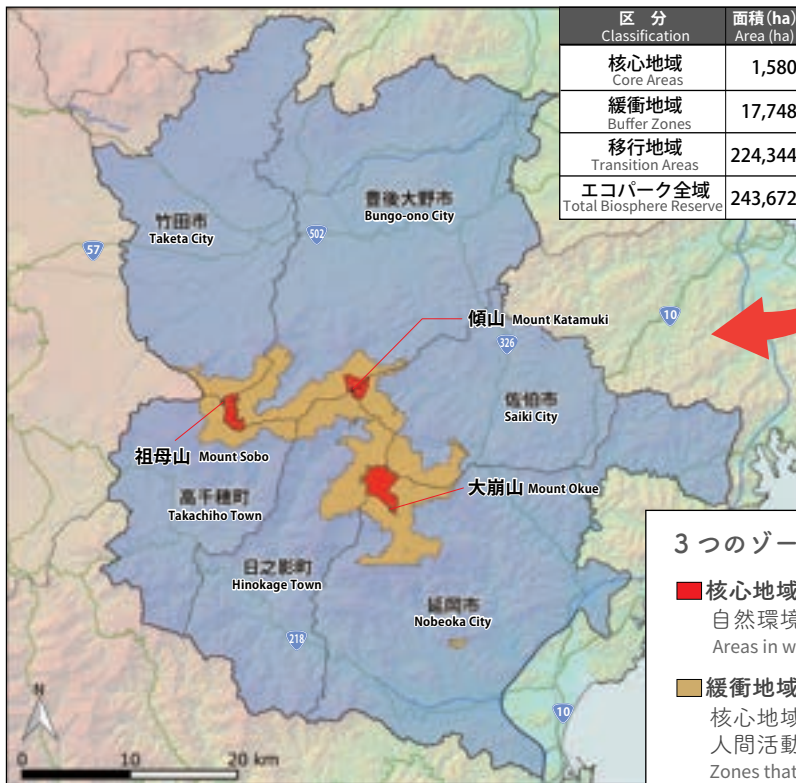 区 分 面積(ha)
Classification Area (ha)
核心地域 1,580
Core Areas
緩衝地域 17,748
Buffer Zones
移行地域 224,344
Transition Areas
エコパーク全域 243,672
Total Biosphere Reserve
竹田市
Taketa City
豊後大野市
Bungo-ono City
57
502
10
326
傾山 Mount Katamuki
佐伯市
Saiki City
祖母山 Mount Sobo
高千穂町
Takachiho Town
大崩山 Mount Okue
日之影町
Hinokage Town
延岡市
Nobeoka City
218
10
N
0 10 20 km
3 つのゾー
核心地域
自然環境
Areas in w
緩衝地域
核心地域
人間活動
Zones that